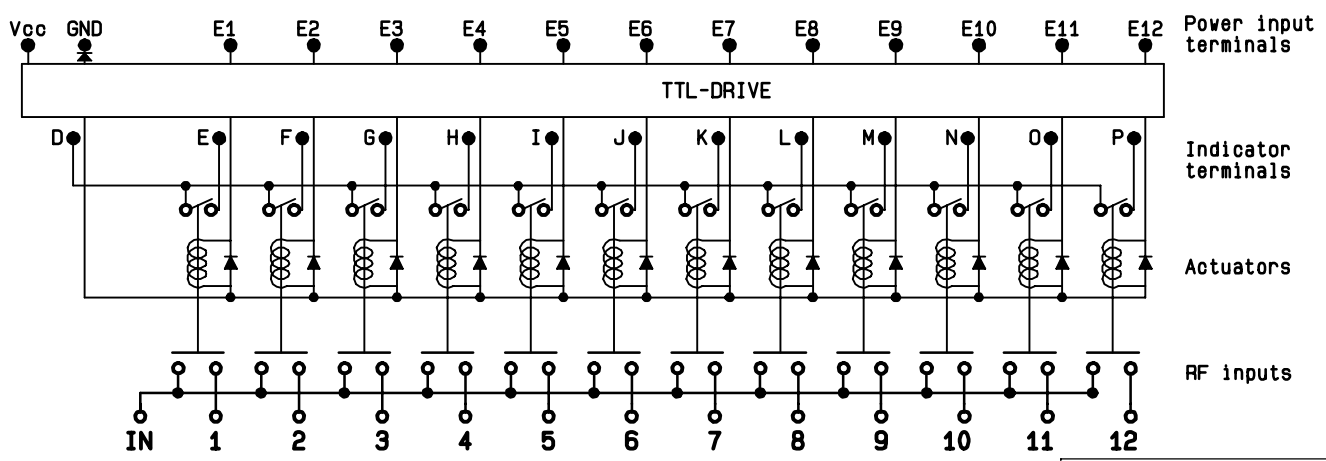 Vcc GND E1 E2 E3 E4 E5 E6 E7 E8 E9 E10 E11 E12 Power input
terminals
TTL-DRIVE
D E F G H I J K L M N O P Indicator
terminals
Actuators
RF inputs
IN 1 2 3 4 5 6 7 8 9 10 11 12